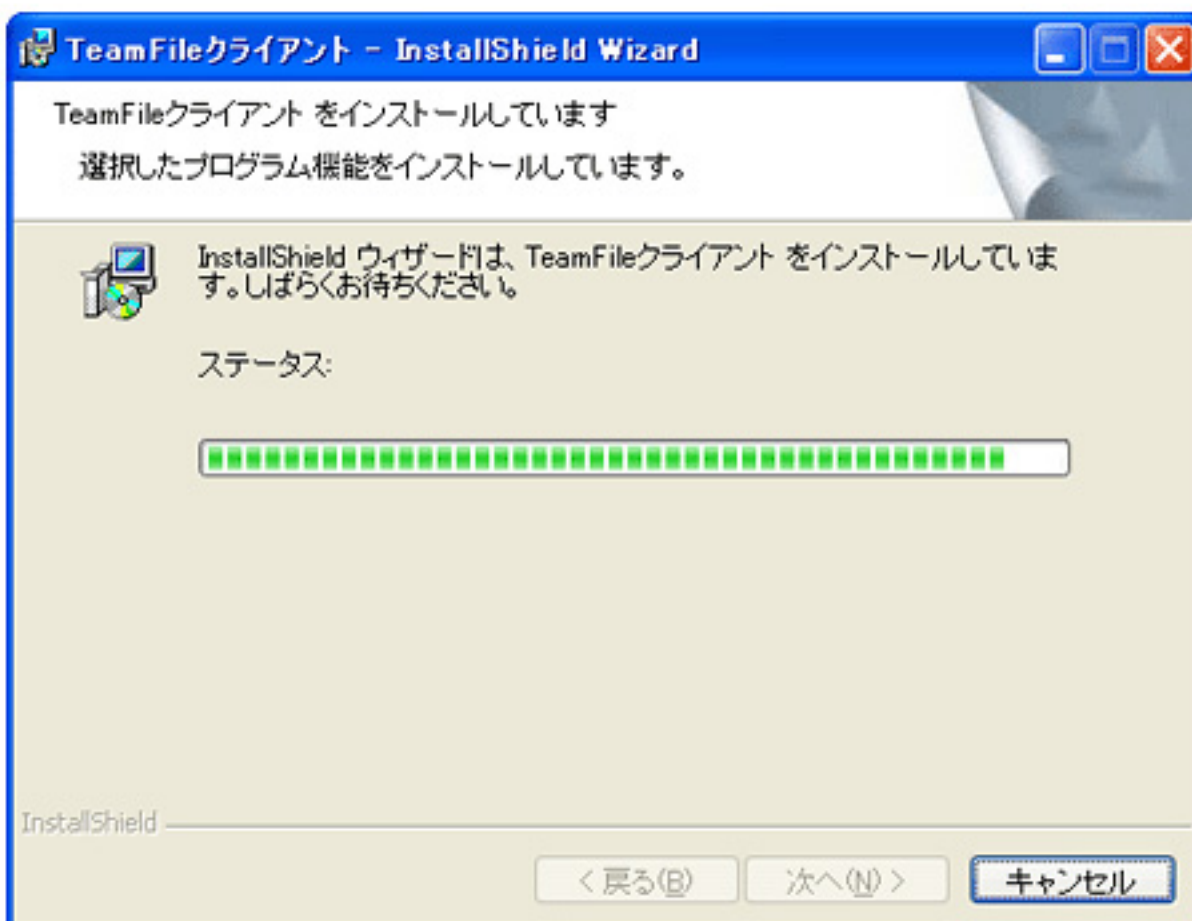 TeamFileクライアント - InstallShield Wizard
TeamFileクライアント をインストールしています
選択したプログラム機能をインストールしています。
InstallShield ウィザードは、TeamFileクライアント をインストールしていま
す。しばらくお待ちください。
ステータス:
InstallShield
< 戻る(B)
次へ(N) >
キャンセル